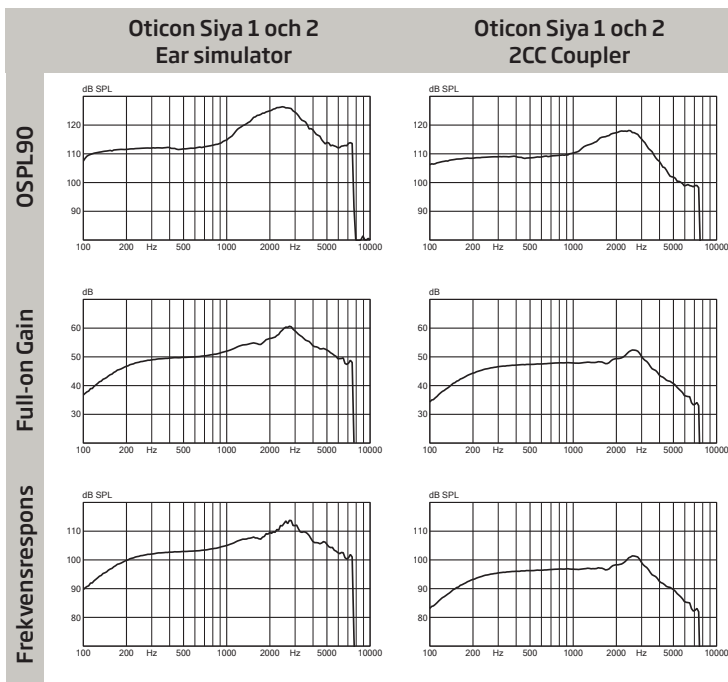 Oticon Siya 1 och 2
Ear simulator
Oticon Siya 1 och 2
2CC Coupler
OSPL90
dB SPL
120
110
100
90
100 200 Hz 500 1000 2000 Hz 5000 10000
dB SPL
120
110
100
90
100 200 Hz 500 1000 2000 Hz 5000 10000
Full-on Gain
dB
60
50
40
30
100 200 Hz 500 1000 2000 Hz 5000 10000
dB
60
50
40
30
100 200 Hz 500 1000 2000 Hz 5000 10000
Frekvensrespons
dB SPL
110
100
90
80
100 200 Hz 500 1000 2000 Hz 5000 10000
dB SPL
110
100
90
80
100 200 Hz 500 1000 2000 Hz 5000 10000